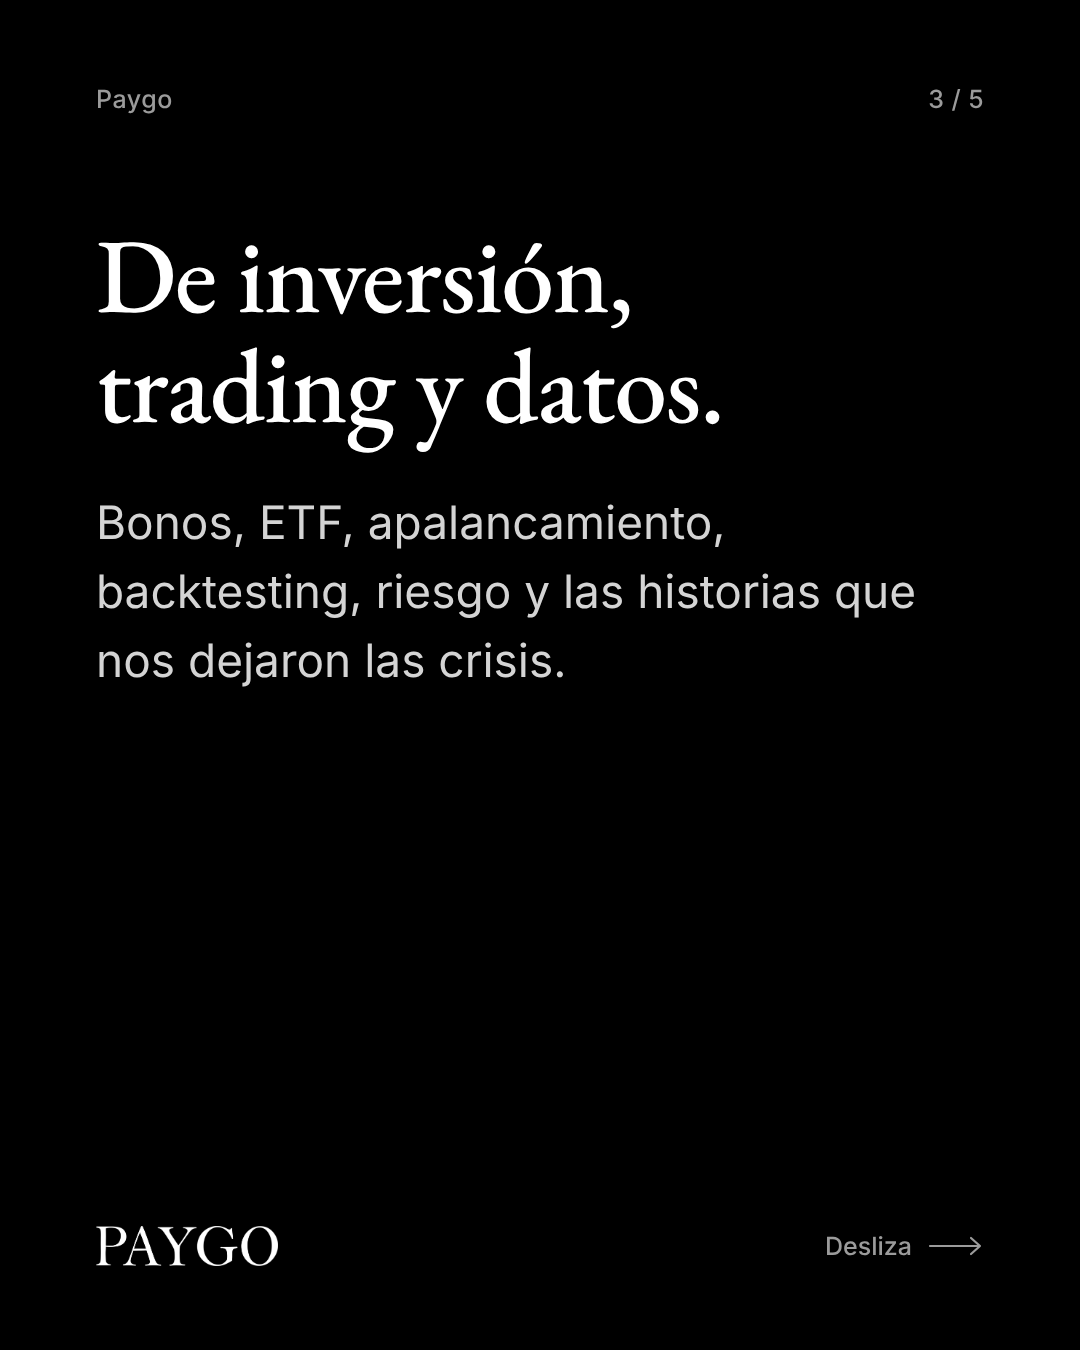 Paygo
3 / 5
De inversión,
trading y datos.
Bonos, ETF, apalancamiento,
backtesting, riesgo y las historias que
nos dejaron las crisis.
PAYGO
Desliza